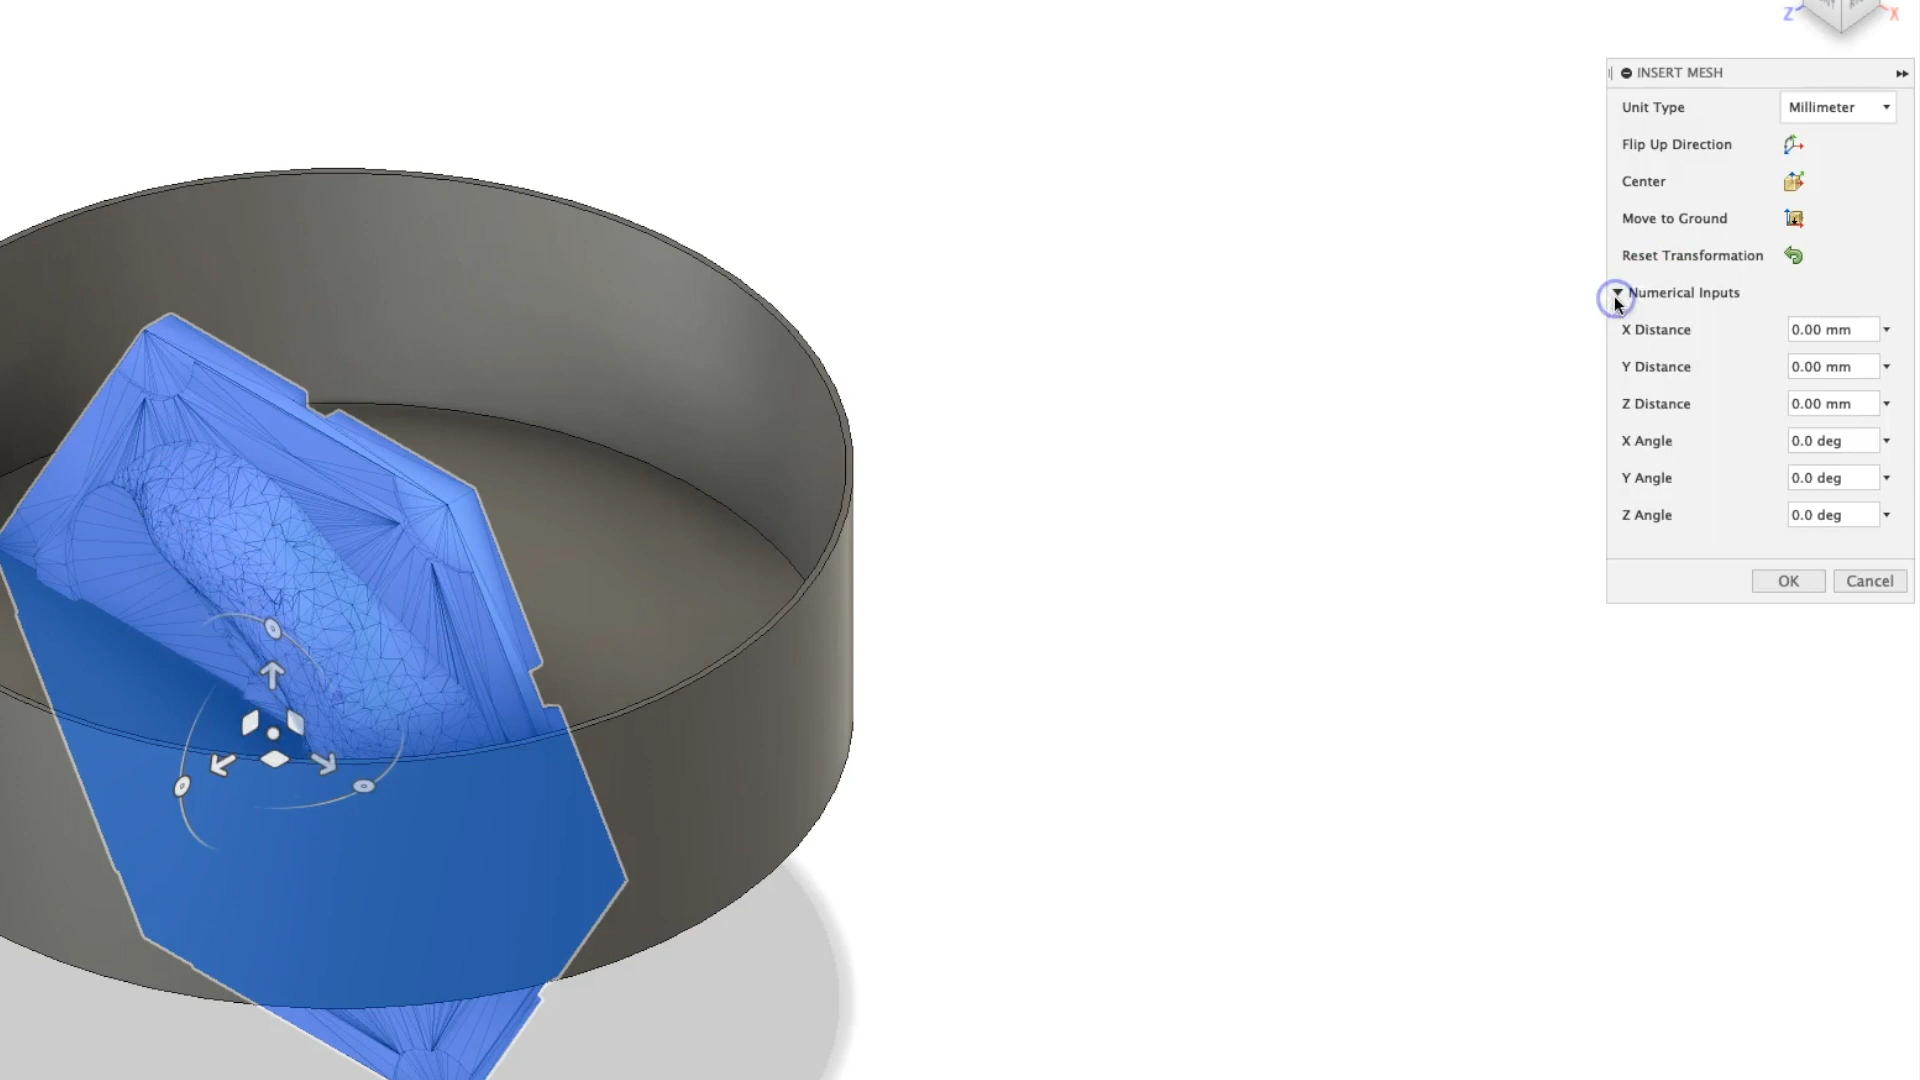 Z
X
INSERT MESH
Unit Type Millimeter
Flip Up Direction
Center
Move to Ground
Reset Transformation
Numerical Inputs
X Distance 0.00 mm
Y Distance 0.00 mm
Z Distance 0.00 mm
X Angle 0.0 deg
Y Angle 0.0 deg
Z Angle 0.0 deg
OK Cancel